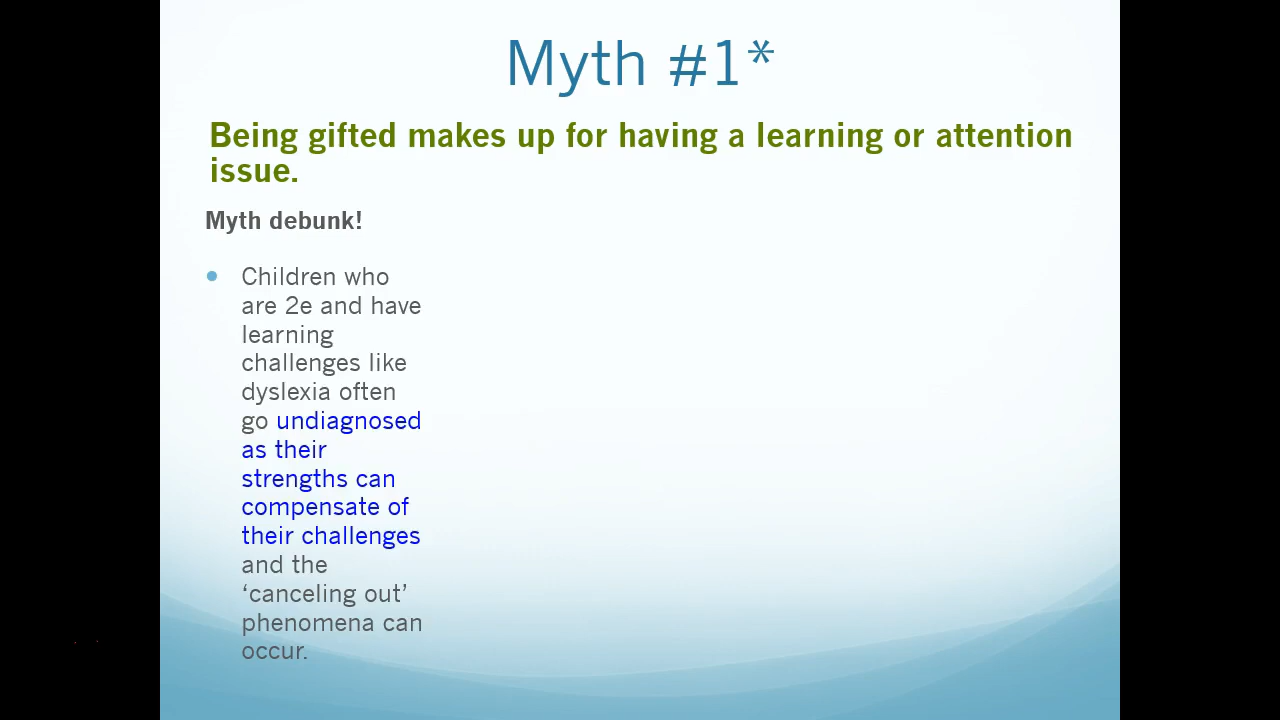 Myth #1*
Being gifted makes up for having a learning or attention
issue.
Myth debunk!
Children who
are 2e and have
learning
challenges like
dyslexia often
go undiagnosed
as their
strengths can
compensate of
their challenges
and the
‘canceling out’
phenomena can
occur.